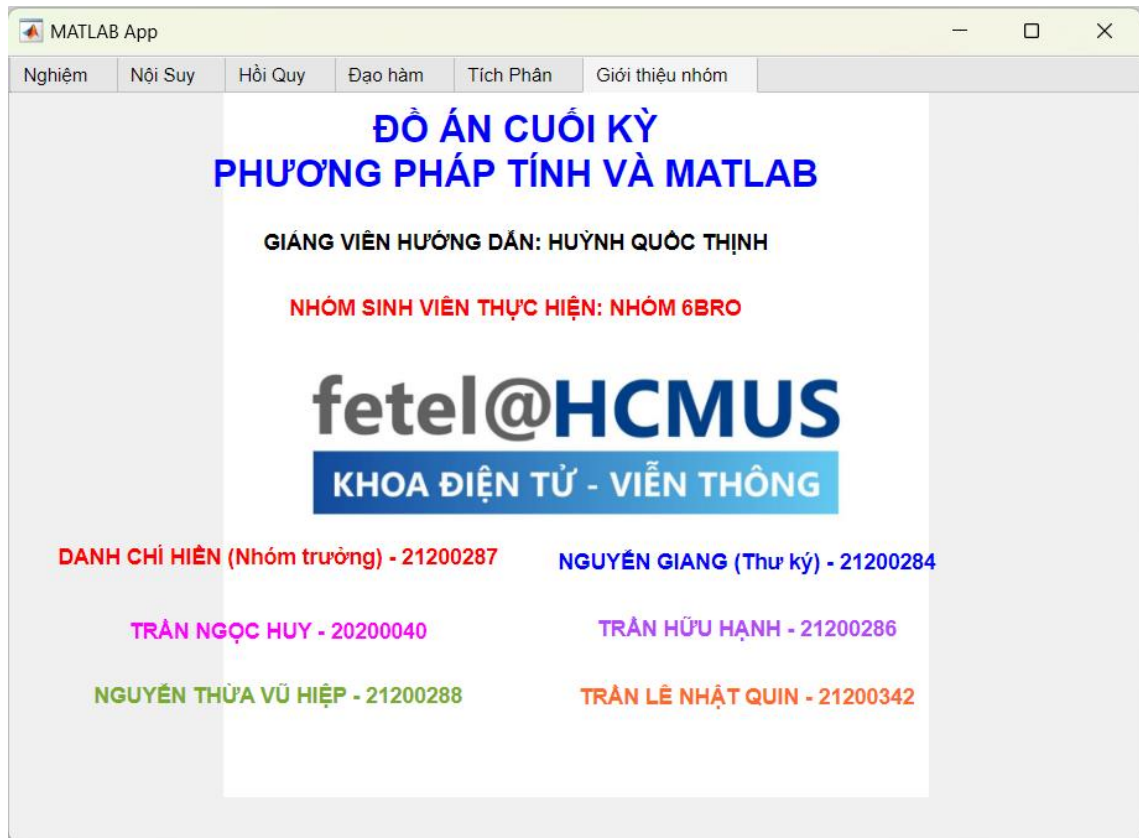 MATLAB App
Nghiệm Nội Suy Hồi Quy Đạo hàm Tích Phân Giới thiệu nhóm
ĐỒ ÁN CUỐI KỲ
PHƯƠNG PHÁP TÍNH VÀ MATLAB
GIẢNG VIÊN HƯỚNG DẪN: HUỲNH QUỐC THỊNH
NHÓM SINH VIÊN THỰC HIỆN: NHÓM 6BRO
fetel@HCMUS
KHOA ĐIỆN TỬ - VIỄN THÔNG
DANH CHÍ HIỀN (Nhóm trưởng) - 21200287 NGUYỄN GIANG (Thư ký) - 21200284
TRẦN NGỌC HUY - 20200040 TRẦN HỮU HẠNH - 21200286
NGUYỄN THỪA VŨ HIỆP - 21200288 TRẦN LÊ NHẬT QUIN - 21200342